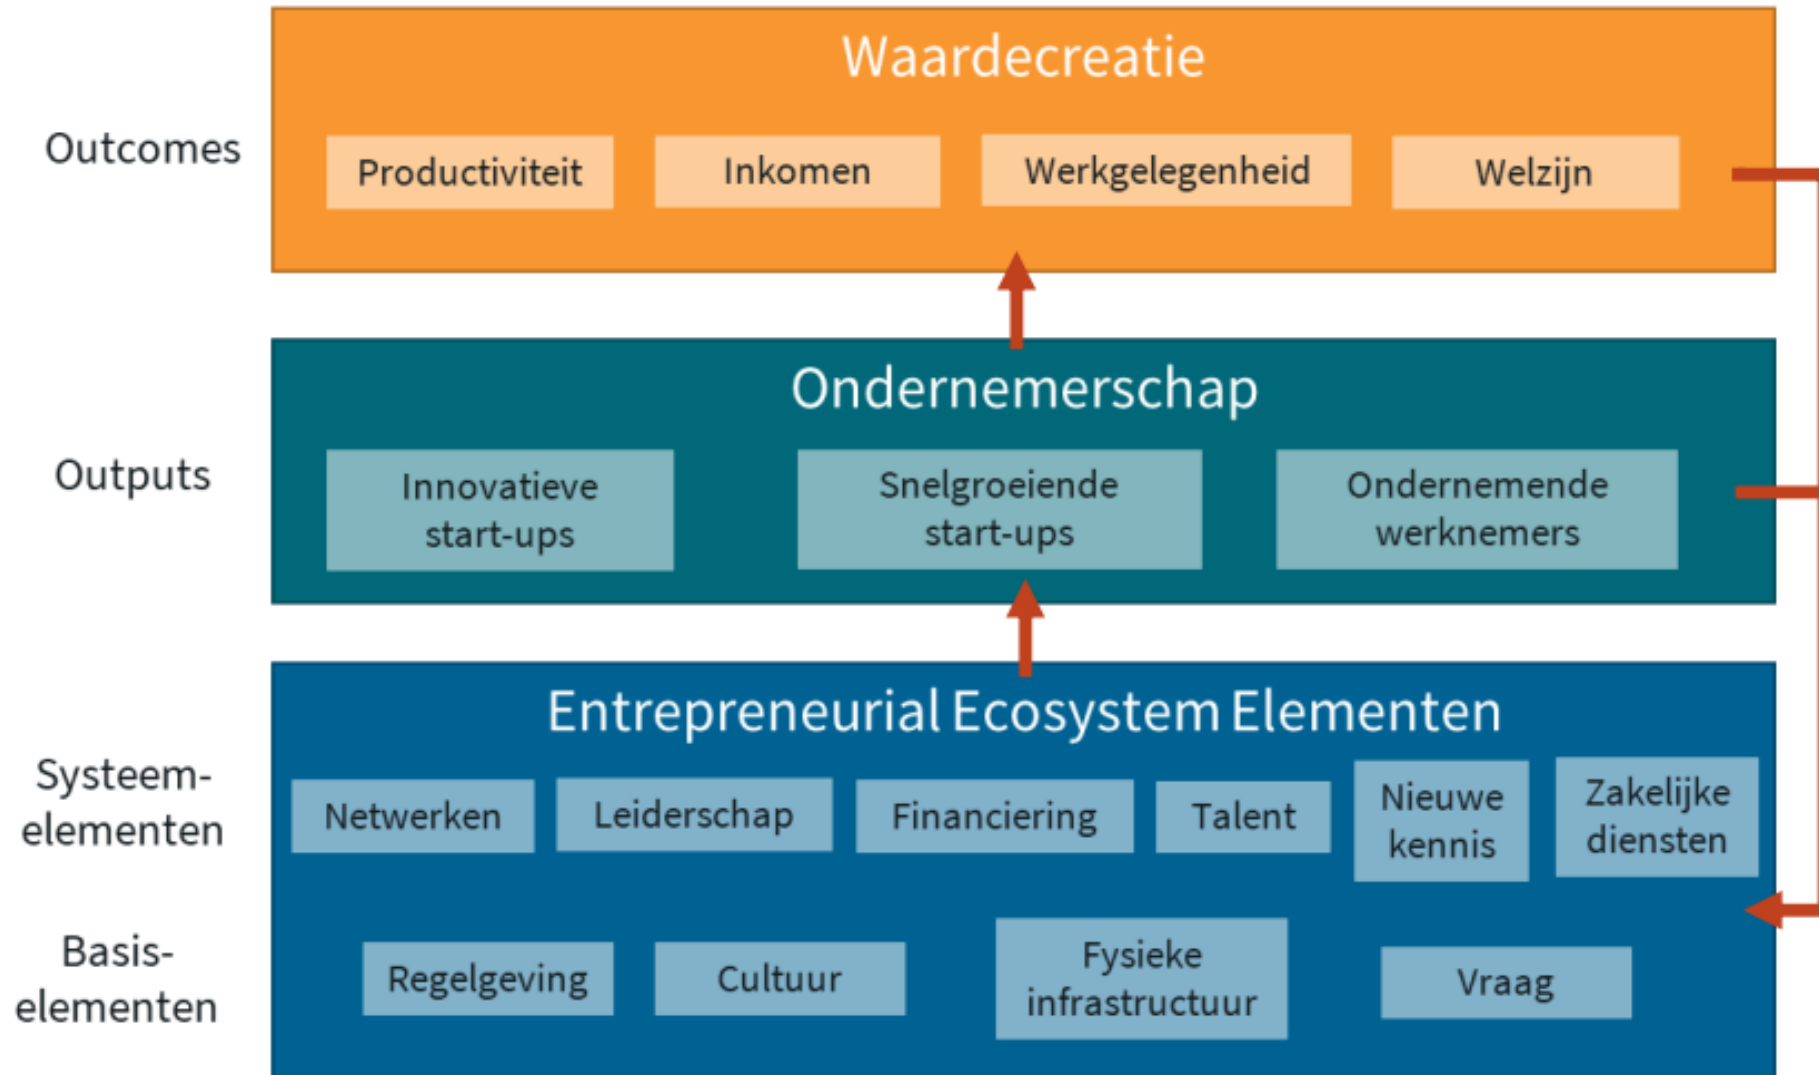 Waardecreatie
Outcomes
Productiviteit
Inkomen
Werkgelegenheid
Welzijn
Ondernemerschap
Outputs
Innovatieve
start-ups
Snelgroeiende
start-ups
Ondernemende
werknemers
Entrepreneurial Ecosystem Elementen
Systeem-
elementen
Netwerken
Leiderschap
Financiering
Talent
Nieuwe
kennis
Zakelijke
diensten
Basis-
elementen
Regelgeving
Cultuur
Fysieke
infrastructuur
Vraag